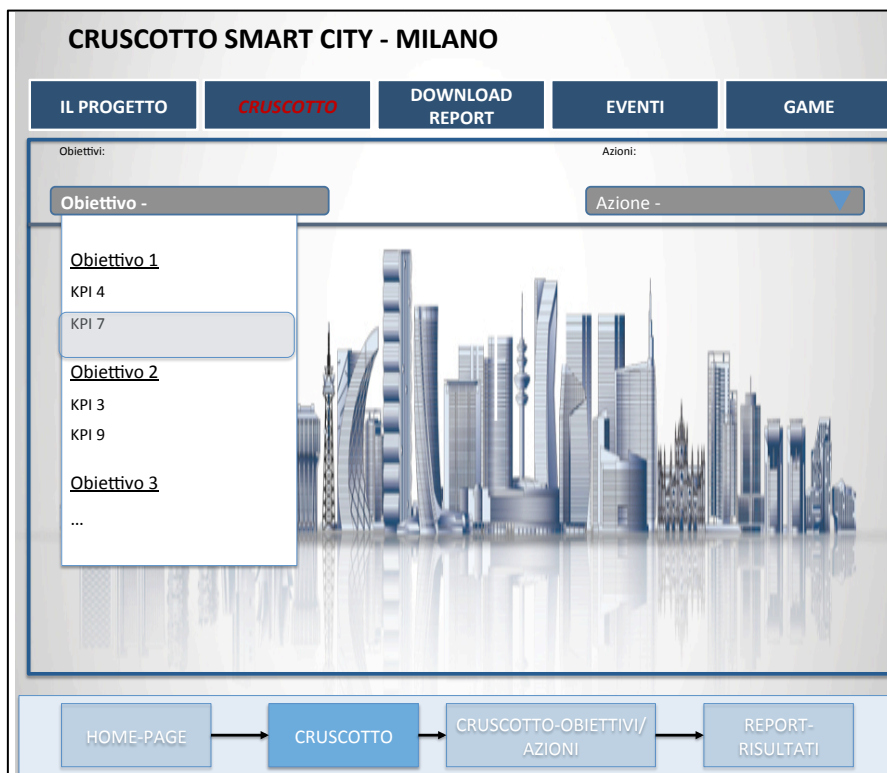 CRUSCOTTO SMART CITY - MILANO
IL PROGETTO
CRUSCOTTO
DOWNLOAD
REPORT
EVENTI
GAME
Obiettivi:
Azioni:
Obiettivo -
Azione -
Obiettivo 1
KPI 4
KPI 7
Obiettivo 2
KPI 3
KPI 9
Obiettivo 3
...
HOME-PAGE
CRUSCOTTO
CRUSCOTTO-OBIETTIVI/
AZIONI
REPORT-
RISULTATI